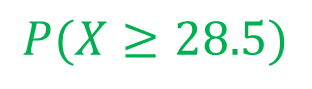 P(X ≥ 28.5)